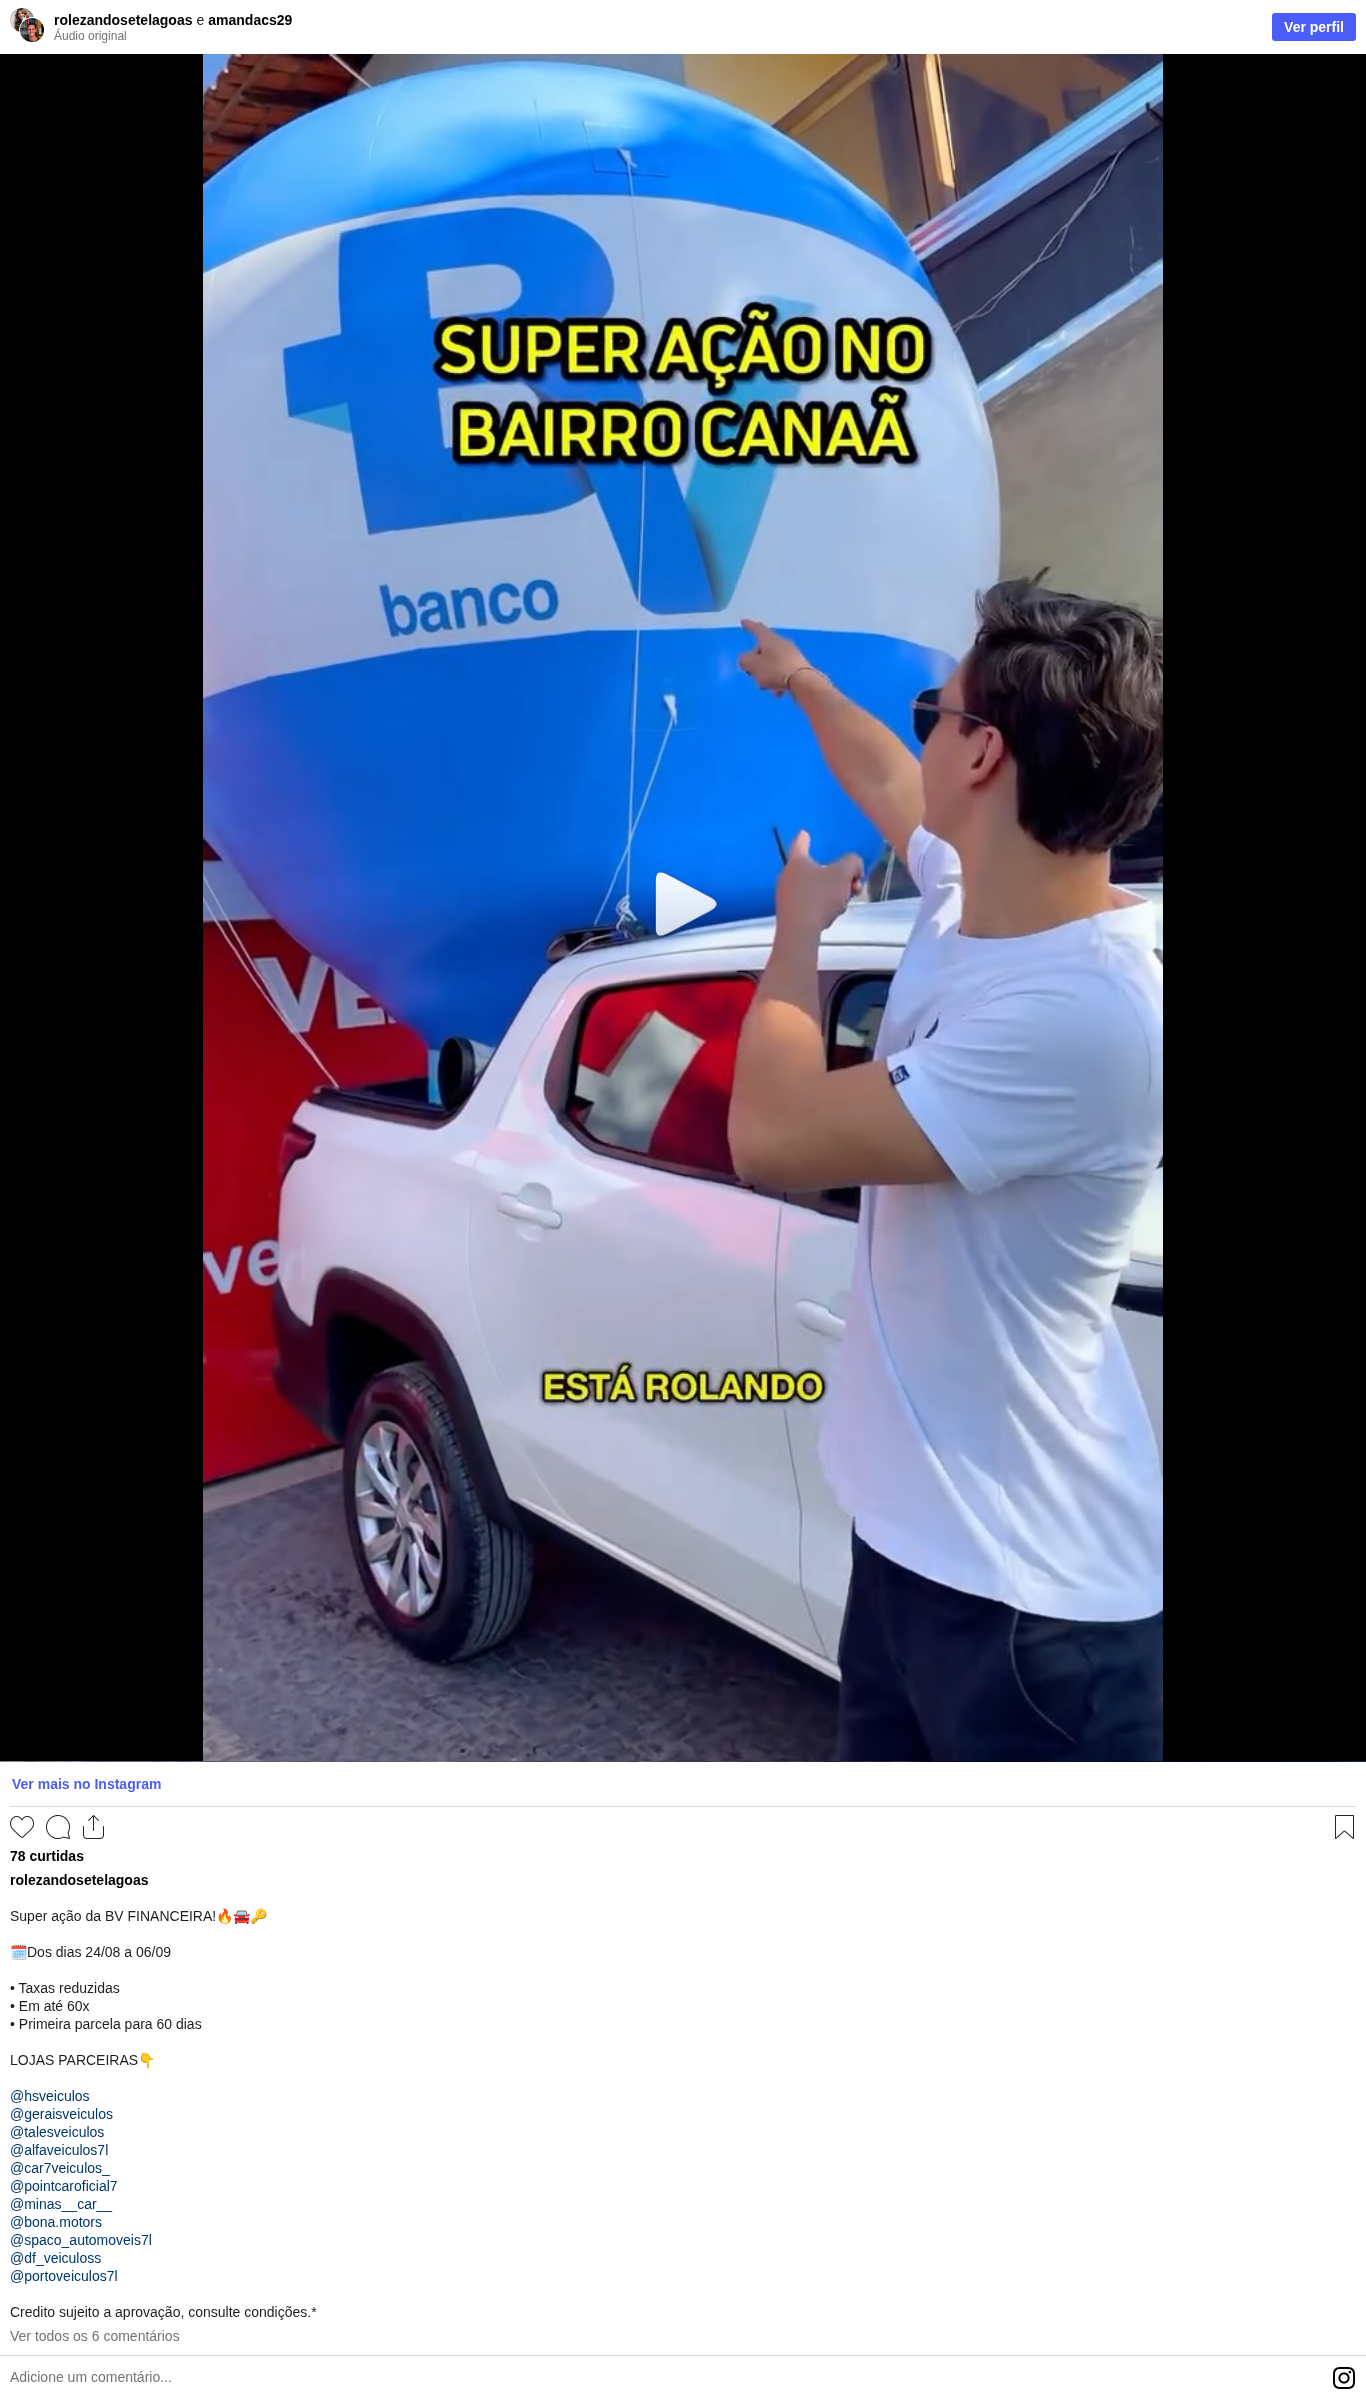 rolezandosetelagoas e amandacs29
Áudio original
Ver perfil
BV
SUPER AÇÃO NO
BAIRRO CANAÃ
banco
VE
ve
ESTÁ ROLANDO
Ver mais no Instagram
78 curtidas
rolezandosetelagoas
Super ação da BV FINANCEIRA!🔥🚘🔑
🗓️Dos dias 24/08 a 06/09
• Taxas reduzidas
• Em até 60x
• Primeira parcela para 60 dias
LOJAS PARCEIRAS👇
@hsveiculos
@geraisveiculos
@talesveiculos
@alfaveiculos7l
@car7veiculos_
@pointcaroficial7
@minas__car__
@bona.motors
@spaco_automoveis7l
@df_veiculoss
@portoveiculos7l
Credito sujeito a aprovação, consulte condições.*
Ver todos os 6 comentários
Adicione um comentário...